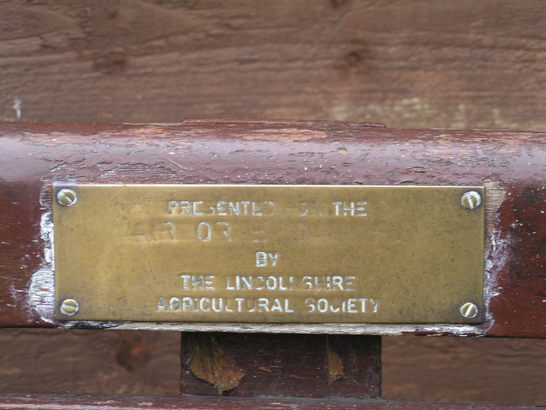 PRESENTED THE
BY
THE LINCOLNSHIRE
AGRICULTURAL SOCIETY